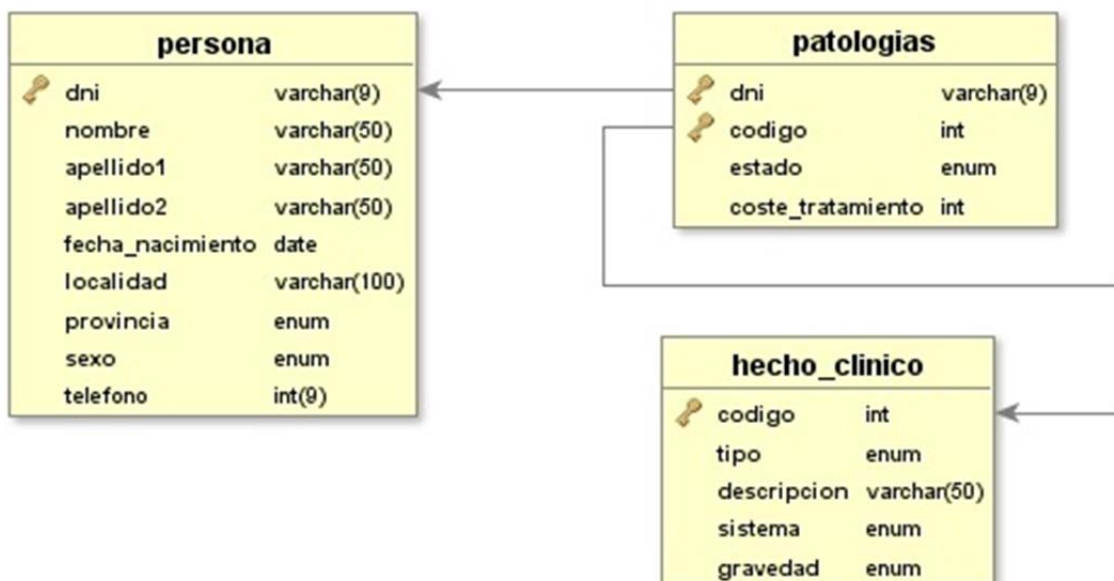 persona
dni varchar(9)
nombre varchar(50)
apellido1 varchar(50)
apellido2 varchar(50)
fecha_nacimiento date
localidad varchar(100)
provincia enum
sexo enum
telefono int(9)
patologias
dni varchar(9)
codigo int
estado enum
coste_tratamiento int
hecho_clinico
codigo int
tipo enum
descripcion varchar(50)
sistema enum
gravedad enum